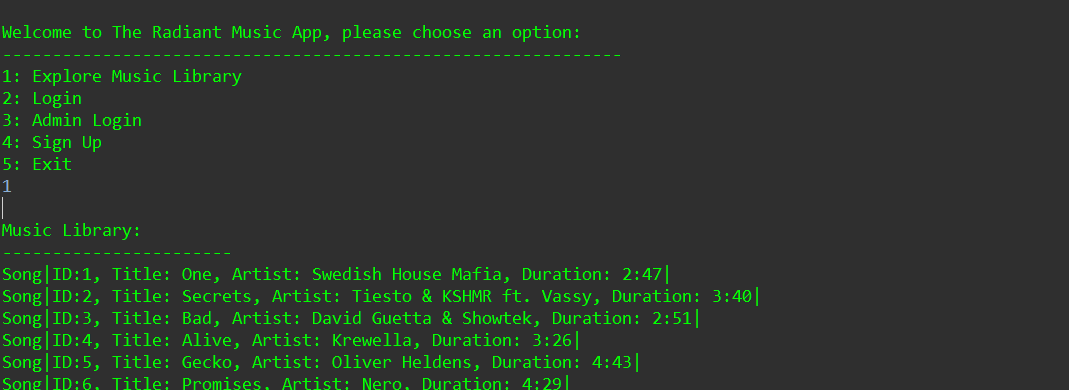 Welcome to The Radiant Music App, please choose an option:
--------------------------------------------------------------
1: Explore Music Library
2: Login
3: Admin Login
4: Sign Up
5: Exit
1
Music Library:
-----------------------
Song|ID:1, Title: One, Artist: Swedish House Mafia, Duration: 2:47|
Song|ID:2, Title: Secrets, Artist: Tiesto & KSHMR ft. Vassy, Duration: 3:40|
Song|ID:3, Title: Bad, Artist: David Guetta & Showtek, Duration: 2:51|
Song|ID:4, Title: Alive, Artist: Krewella, Duration: 3:26|
Song|ID:5, Title: Gecko, Artist: Oliver Heldens, Duration: 4:43|
Song|ID:6, Title: Promises, Artist: Nero, Duration: 4:29|